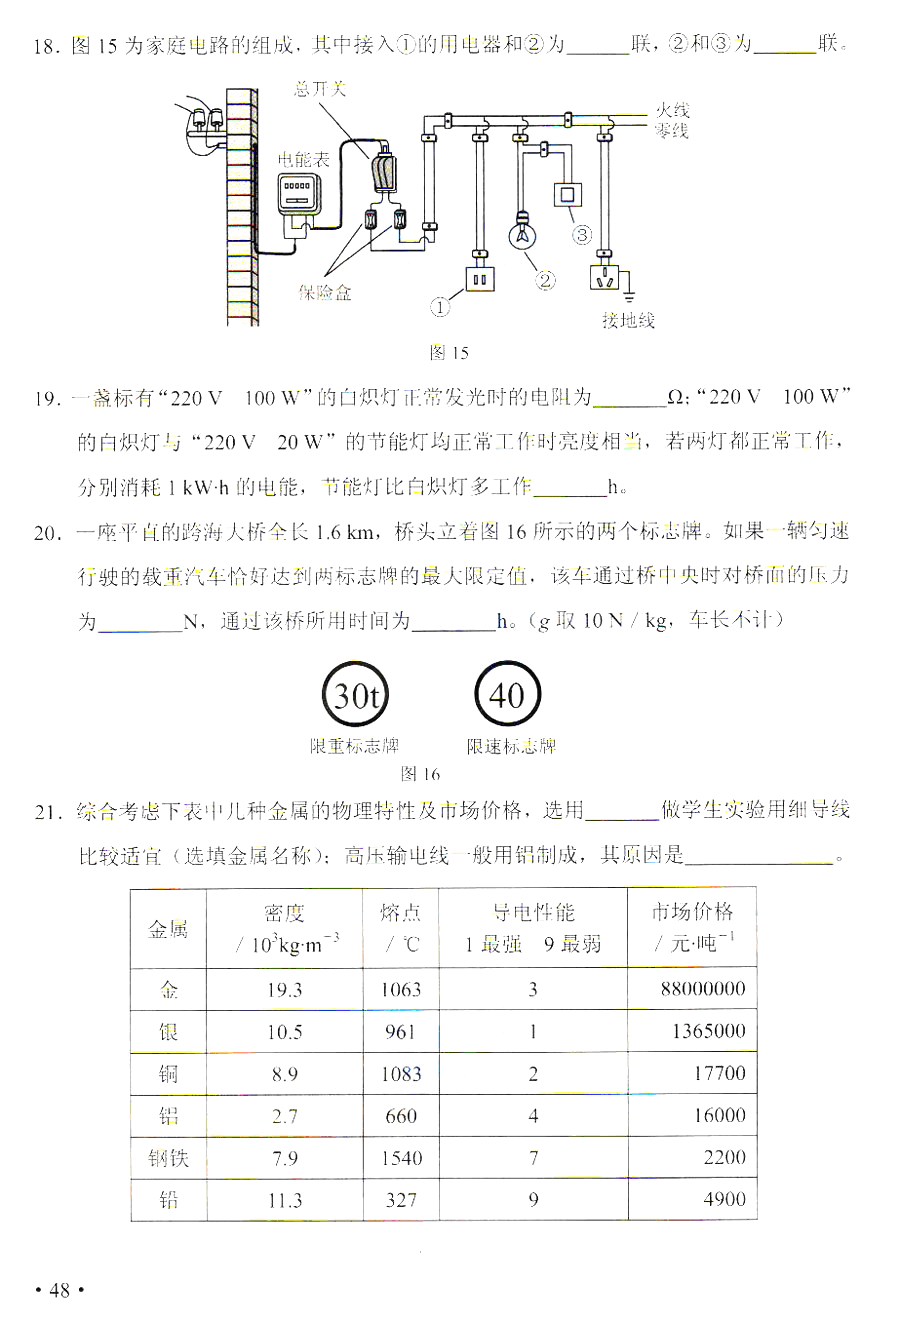 18. 图 15 为家庭电路的组成，其中接入①的用电器和②为______联，②和③为______联。
总开关
火线
零线
电能表
③
②
保险盒
①
接地线
图 15
19. 一盏标有“220 V 100 W”的白炽灯正常发光时的电阻为_______Ω；“220 V 100 W”
的白炽灯与“220 V 20 W”的节能灯均正常工作时亮度相当，若两灯都正常工作，
分别消耗 1 kW·h 的电能，节能灯比白炽灯多工作_______h。
20. 一座平直的跨海大桥全长 1.6 km，桥头立着图 16 所示的两个标志牌。如果一辆匀速
行驶的载重汽车恰好达到两标志牌的最大限定值，该车通过桥中央时对桥面的压力
为________N，通过该桥所用时间为________h。（g 取 10 N / kg，车长不计）
30t 40
限重标志牌 限速标志牌
图 16
21. 综合考虑下表中几种金属的物理特性及市场价格，选用_______做学生实验用细导线
比较适宜（选填金属名称）；高压输电线一般用铝制成，其原因是______________。
金属 密度 / 10³kg·m⁻³ 熔点 / ℃ 导电性能 1 最强 9 最弱 市场价格 / 元·吨⁻¹
金 19.3 1063 3 88000000
银 10.5 961 1 1365000
铜 8.9 1083 2 17700
铝 2.7 660 4 16000
钢铁 7.9 1540 7 2200
铅 11.3 327 9 4900
· 48 ·